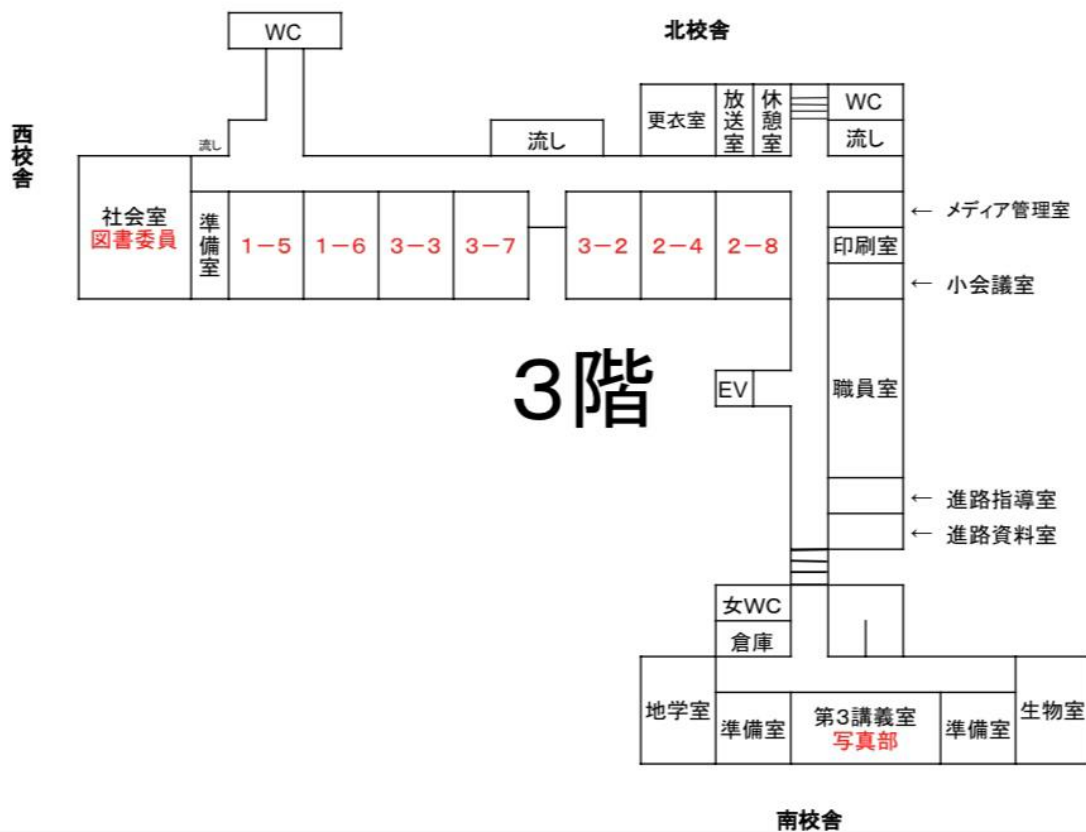 WC
北校舎
西校舎
更衣室
放送室
休憩室
WC
流し
流し
流し
社会室
図書委員
準備室
1－5
1－6
3－3
3－7
3－2
2－4
2－8
← メディア管理室
印刷室
← 小会議室
3階
EV
職員室
← 進路指導室
← 進路資料室
女WC
倉庫
地学室
準備室
第3講義室
写真部
準備室
生物室
南校舎